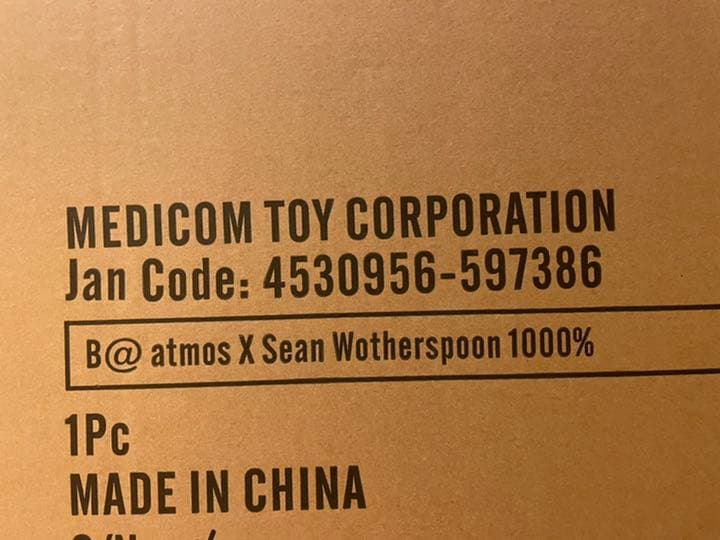 MEDICOM TOY CORPORATION
Jan Code: 4530956-597386
B@ atmos X Sean Wotherspoon 1000%
1Pc
MADE IN CHINA